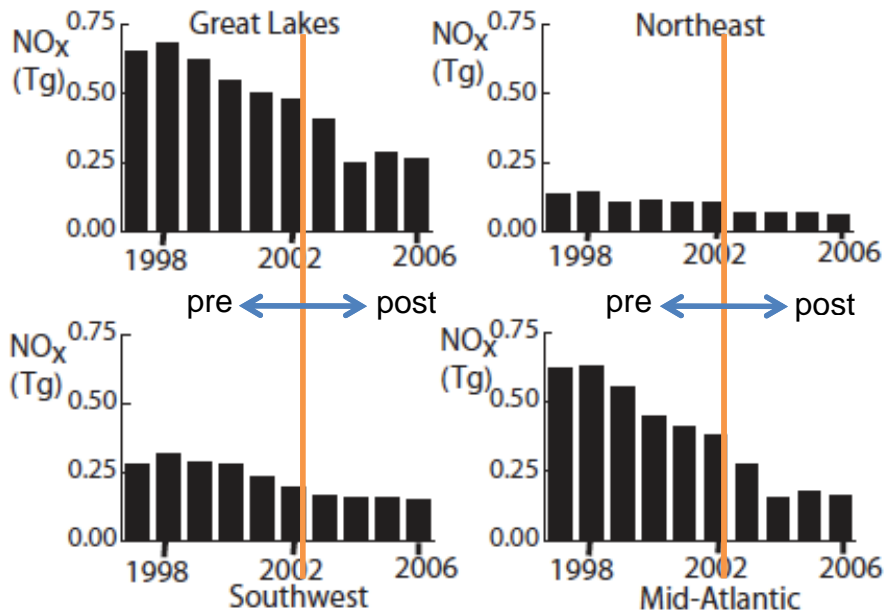 Great Lakes
NOx
(Tg)
0.75
0.50
0.25
0.00
1998
2002
2006
Northeast
NOx
(Tg)
0.75
0.50
0.25
0.00
1998
2002
2006
pre
post
pre
post
NOx
(Tg)
0.75
0.50
0.25
0.00
1998
2002
2006
Southwest
NOx
(Tg)
0.75
0.50
0.25
0.00
1998
2002
2006
Mid-Atlantic